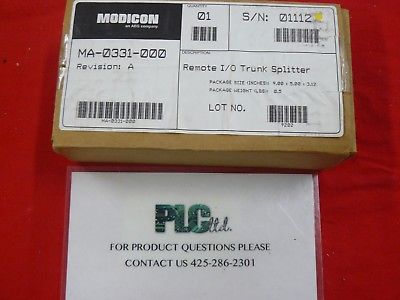 MODICON
an AEG company
QUANTITY
01
S/N: 01112
MA-0331-000
Revision: A
DESCRIPTION
Remote I/O Trunk Splitter
PACKAGE SIZE (INCHES): 9.00 x 5.00 x 3.12
PACKAGE WEIGHT (LBS): 0.5
LOT NO.
MA-0331-000
9202
PLC ltd.
FOR PRODUCT QUESTIONS PLEASE
CONTACT US 425-286-2301